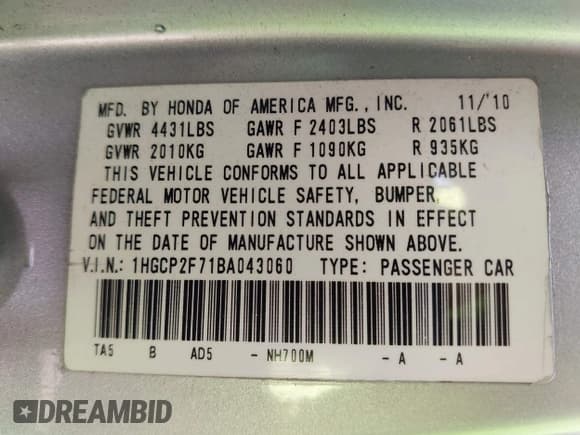 MFD. BY HONDA OF AMERICA MFG., INC. 11/'10
GVWR 4431LBS GAWR F 2403LBS R 2061LBS
GVWR 2010KG GAWR F 1090KG R 935KG
THIS VEHICLE CONFORMS TO ALL APPLICABLE
FEDERAL MOTOR VEHICLE SAFETY, BUMPER,
AND THEFT PREVENTION STANDARDS IN EFFECT
ON THE DATE OF MANUFACTURE SHOWN ABOVE.
V.I.N.: 1HGCP2F71BA043060 TYPE: PASSENGER CAR
TA5 B AD5 - NH700M - A - A
DREAMBID